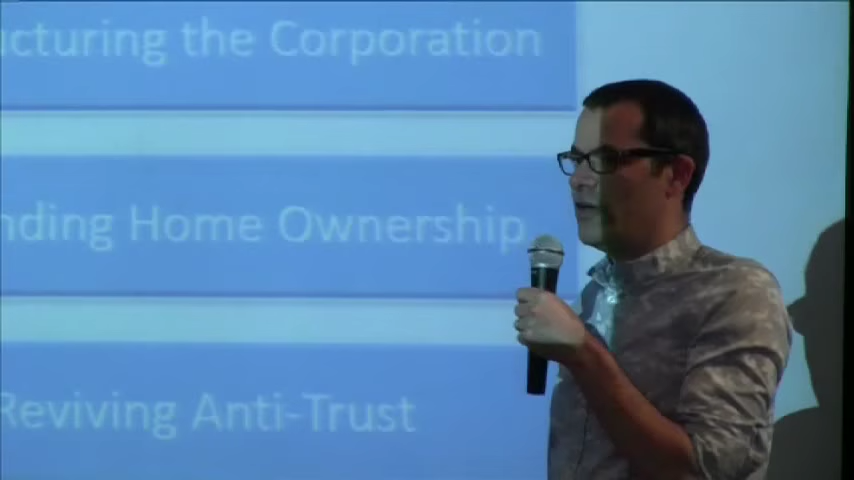 ucturing the Corporation
nding Home Ownership
Reviving Anti-Trust